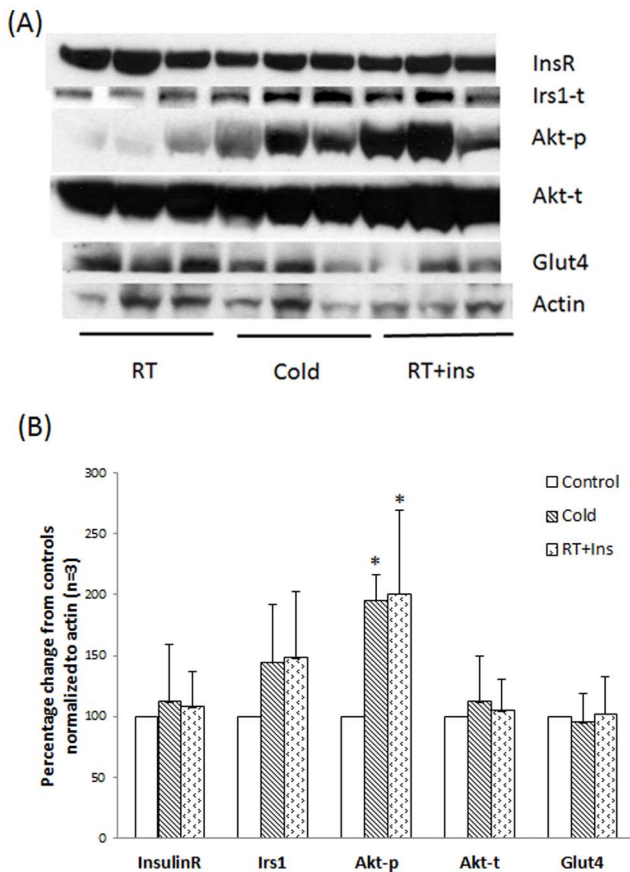 (A)
InsR
Irs1-t
Akt-p
Akt-t
Glut4
Actin
RT Cold RT+ins
(B)
Percentage change from controls
normalized to actin (n=3)
300
250
200
150
100
50
0
* *
Control
Cold
RT+Ins
InsulinR Irs1 Akt-p Akt-t Glut4